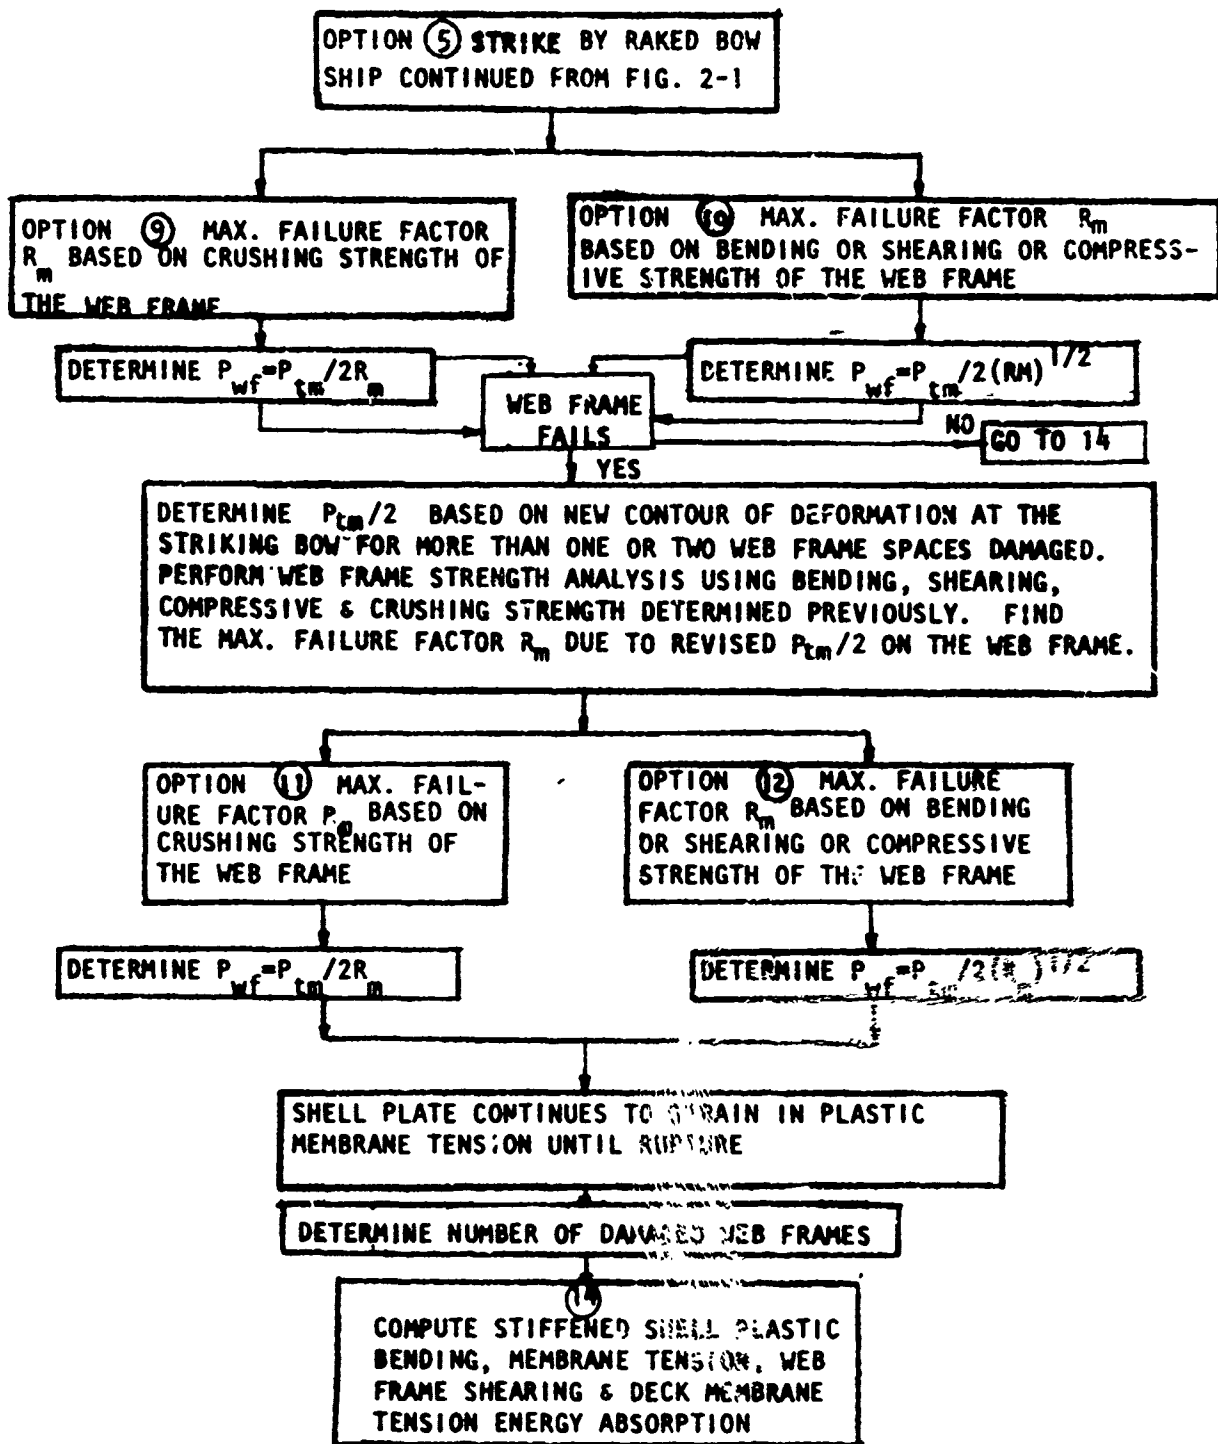 OPTION 5 STRIKE BY RAKED BOW
SHIP CONTINUED FROM FIG. 2-1
OPTION 9 MAX. FAILURE FACTOR
Rm BASED ON CRUSHING STRENGTH OF
THE WEB FRAME
OPTION 10 MAX. FAILURE FACTOR Rm
BASED ON BENDING OR SHEARING OR COMPRESS-
IVE STRENGTH OF THE WEB FRAME
DETERMINE Pwf=Ptm/2Rm
DETERMINE Pwf=Ptm/2(RM)1/2
WEB FRAME
FAILS
NO
GO TO 14
YES
DETERMINE Ptm/2 BASED ON NEW CONTOUR OF DEFORMATION AT THE
STRIKING BOW FOR MORE THAN ONE OR TWO WEB FRAME SPACES DAMAGED.
PERFORM WEB FRAME STRENGTH ANALYSIS USING BENDING, SHEARING,
COMPRESSIVE & CRUSHING STRENGTH DETERMINED PREVIOUSLY. FIND
THE MAX. FAILURE FACTOR Rm DUE TO REVISED Ptm/2 ON THE WEB FRAME.
OPTION 11 MAX. FAIL-
URE FACTOR Rm BASED ON
CRUSHING STRENGTH OF
THE WEB FRAME
OPTION 12 MAX. FAILURE
FACTOR Rm BASED ON BENDING
OR SHEARING OR COMPRESSIVE
STRENGTH OF THE WEB FRAME
DETERMINE Pwf=Ptm/2Rm
DETERMINE
SHELL PLATE CONTINUES TO STRAIN IN PLASTIC
MEMBRANE TENSION UNTIL RUPTURE
DETERMINE NUMBER OF DAMAGED WEB FRAMES
14
COMPUTE STIFFENED SHELL PLASTIC
BENDING, MEMBRANE TENSION, WEB
FRAME SHEARING & DECK MEMBRANE
TENSION ENERGY ABSORPTION